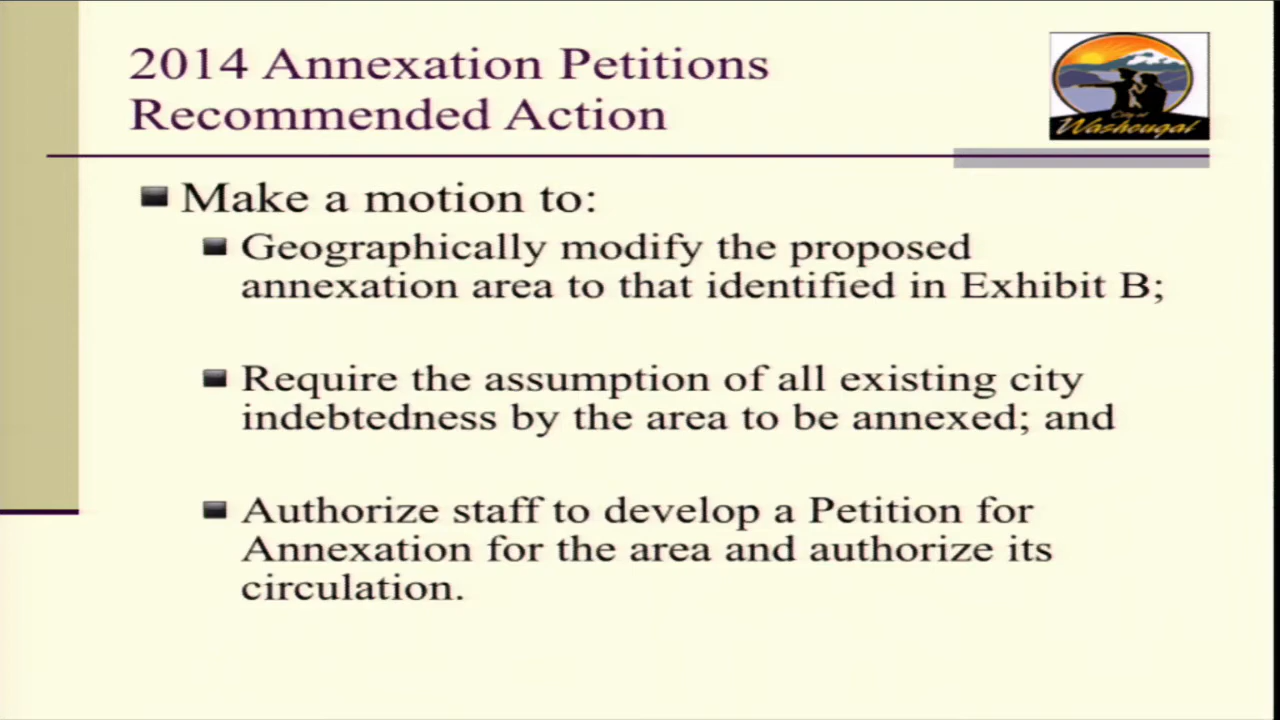 2014 Annexation Petitions
Recommended Action
City of
Washougal
Make a motion to:
Geographically modify the proposed
annexation area to that identified in Exhibit B;
Require the assumption of all existing city
indebtedness by the area to be annexed; and
Authorize staff to develop a Petition for
Annexation for the area and authorize its
circulation.